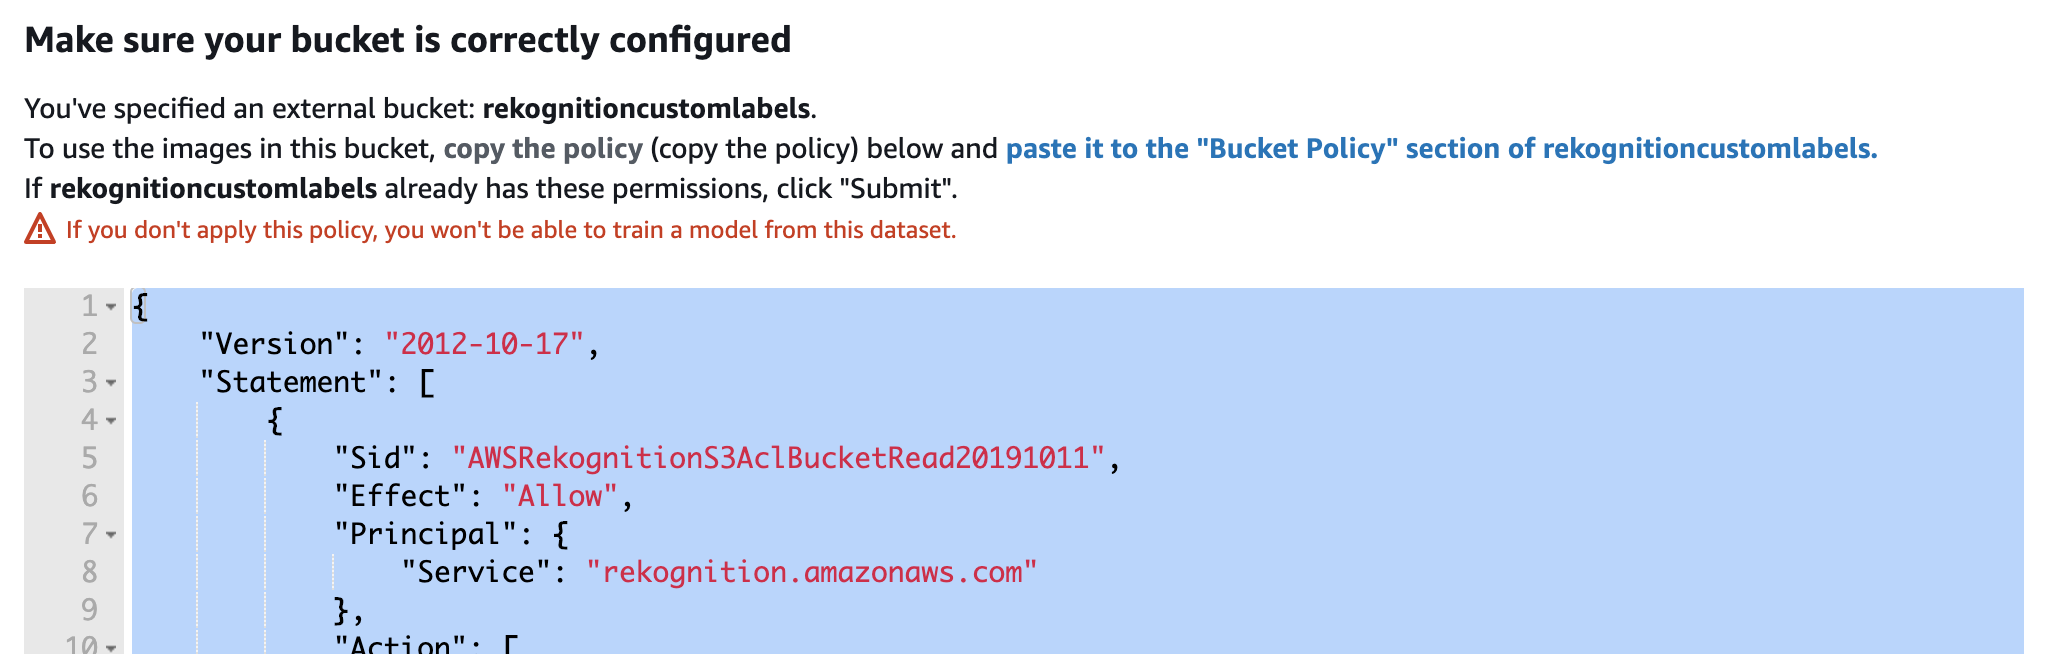 Make sure your bucket is correctly configured
You've specified an external bucket: rekognitioncustomlabels.
To use the images in this bucket, copy the policy (copy the policy) below and paste it to the "Bucket Policy" section of rekognitioncustomlabels.
If rekognitioncustomlabels already has these permissions, click "Submit".
If you don't apply this policy, you won't be able to train a model from this dataset.
1 {
2 "Version": "2012-10-17",
3 "Statement": [
4 {
5 "Sid": "AWSRekognitionS3AclBucketRead20191011",
6 "Effect": "Allow",
7 "Principal": {
8 "Service": "rekognition.amazonaws.com"
9 },
10 "Action": [